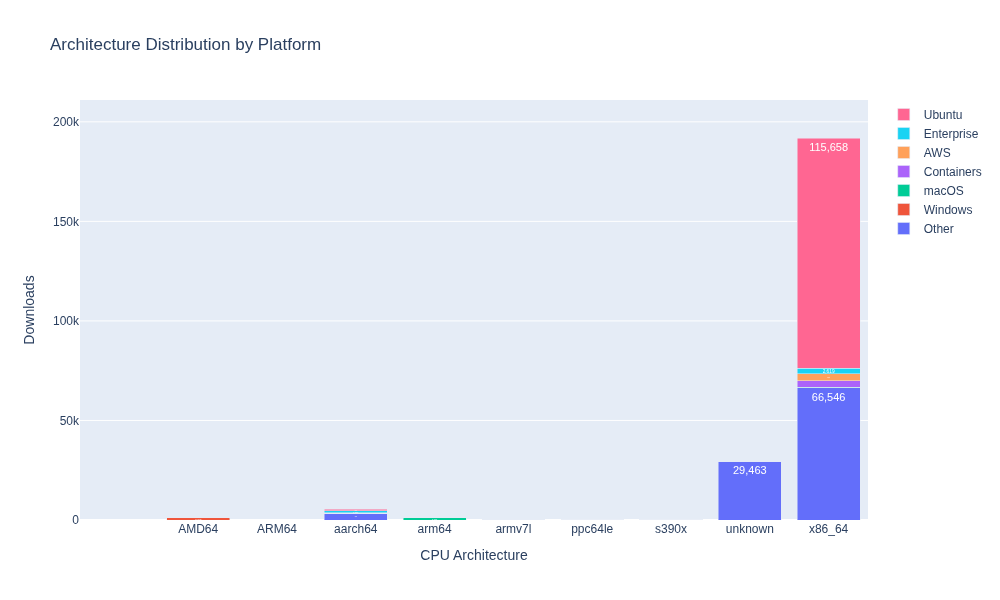 Architecture Distribution by Platform
200k
150k
100k
50k
0
Downloads
115,658
66,546
29,463
AMD64
ARM64
aarch64
arm64
armv7l
ppc64le
s390x
unknown
x86_64
CPU Architecture
Ubuntu
Enterprise
AWS
Containers
macOS
Windows
Other